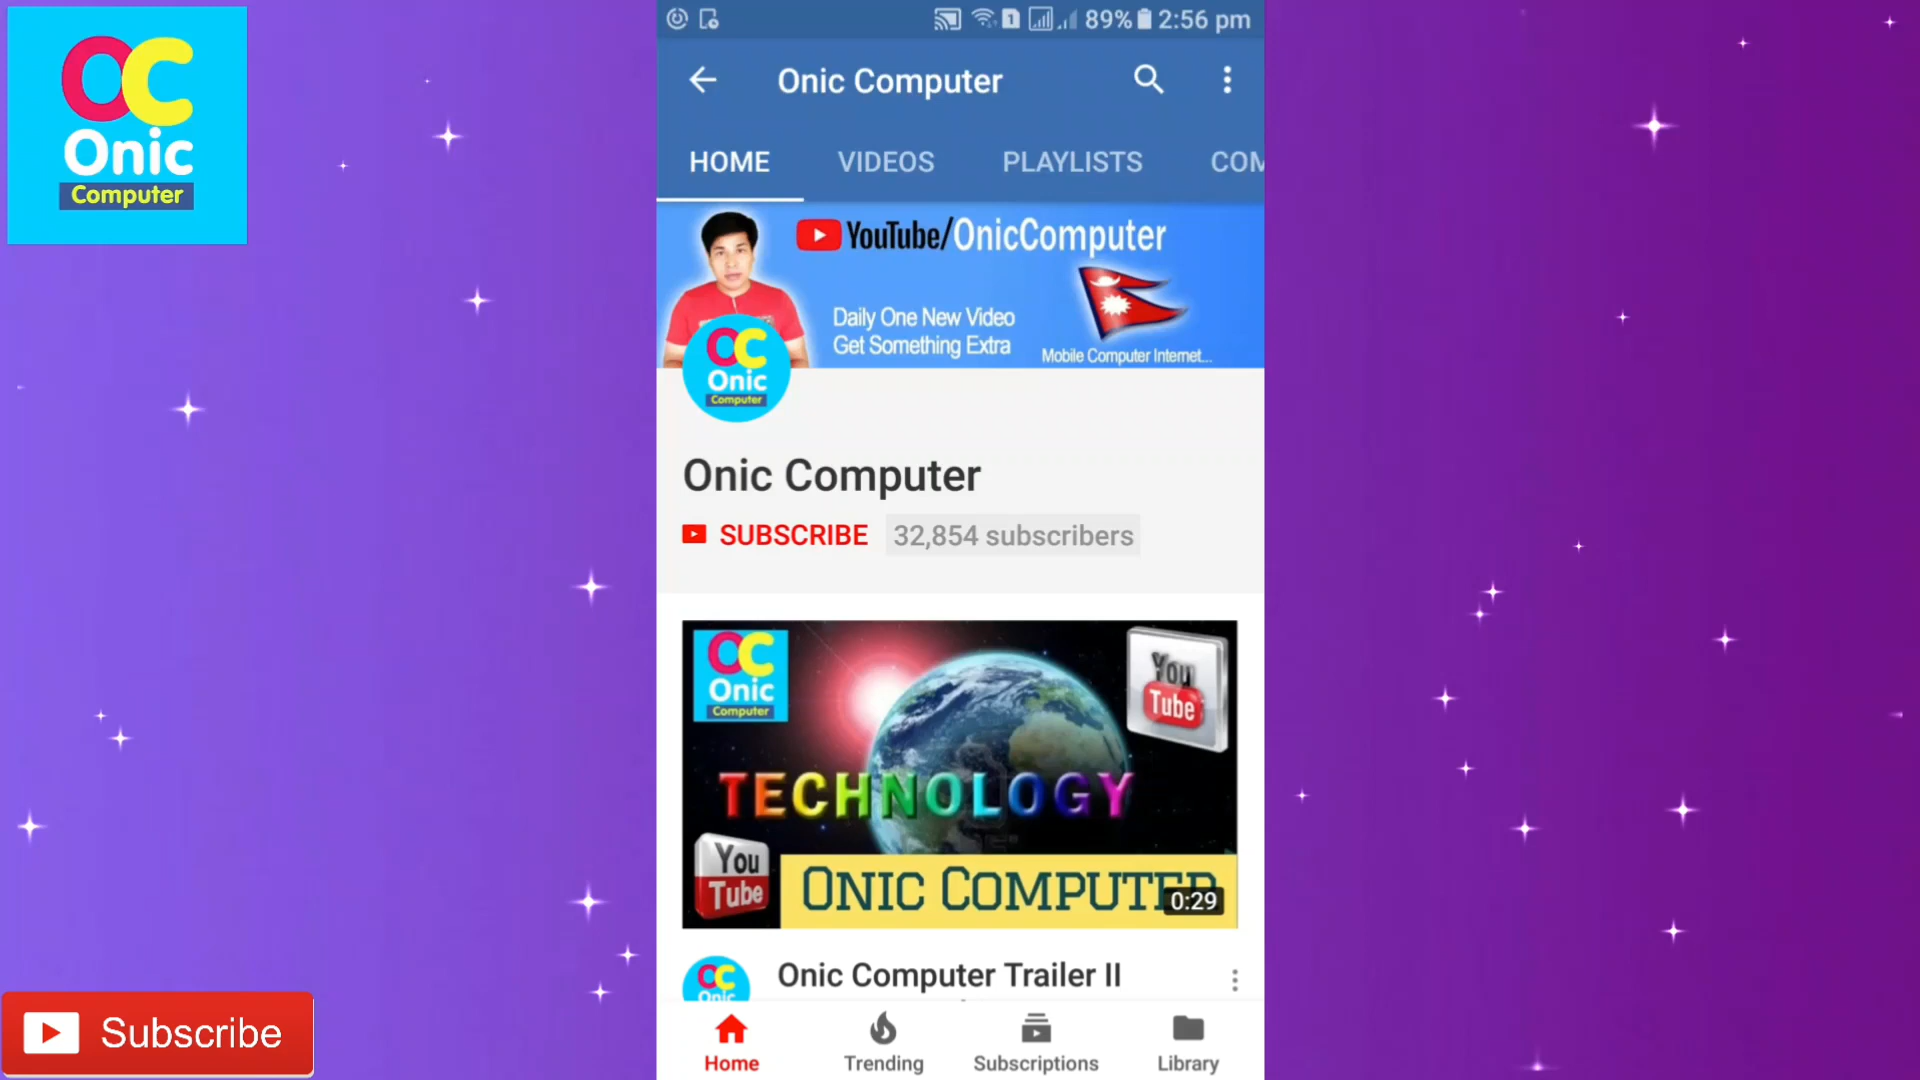 OC
Onic
Computer
89% 2:56 pm
Onic Computer
HOME VIDEOS PLAYLISTS COM
YouTube/OnicComputer
Daily One New Video
Get Something Extra
Mobile Computer Internet...
OC
Onic
Computer
Onic Computer
SUBSCRIBE 32,854 subscribers
OC
Onic
Computer
You
Tube
TECHNOLOGY
You
Tube
ONIC COMPUTER
0:29
OC
Onic
Onic Computer Trailer II
Home Trending Subscriptions Library
Subscribe